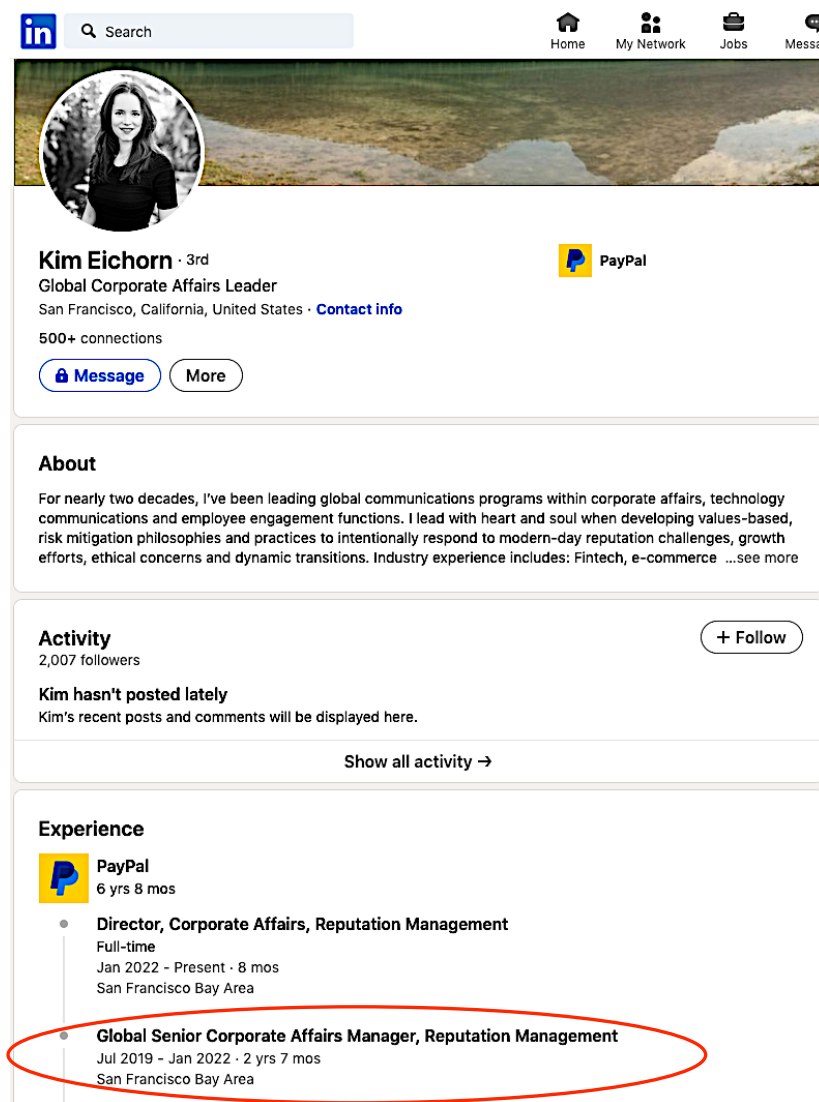 in Search
Home My Network Jobs Messa
Kim Eichorn · 3rd
PayPal
Global Corporate Affairs Leader
San Francisco, California, United States · Contact info
500+ connections
Message More
About
For nearly two decades, I've been leading global communications programs within corporate affairs, technology
communications and employee engagement functions. I lead with heart and soul when developing values-based,
risk mitigation philosophies and practices to intentionally respond to modern-day reputation challenges, growth
efforts, ethical concerns and dynamic transitions. Industry experience includes: Fintech, e-commerce ...see more
Activity
+ Follow
2,007 followers
Kim hasn't posted lately
Kim's recent posts and comments will be displayed here.
Show all activity →
Experience
PayPal
6 yrs 8 mos
Director, Corporate Affairs, Reputation Management
Full-time
Jan 2022 - Present · 8 mos
San Francisco Bay Area
Global Senior Corporate Affairs Manager, Reputation Management
Jul 2019 - Jan 2022 · 2 yrs 7 mos
San Francisco Bay Area